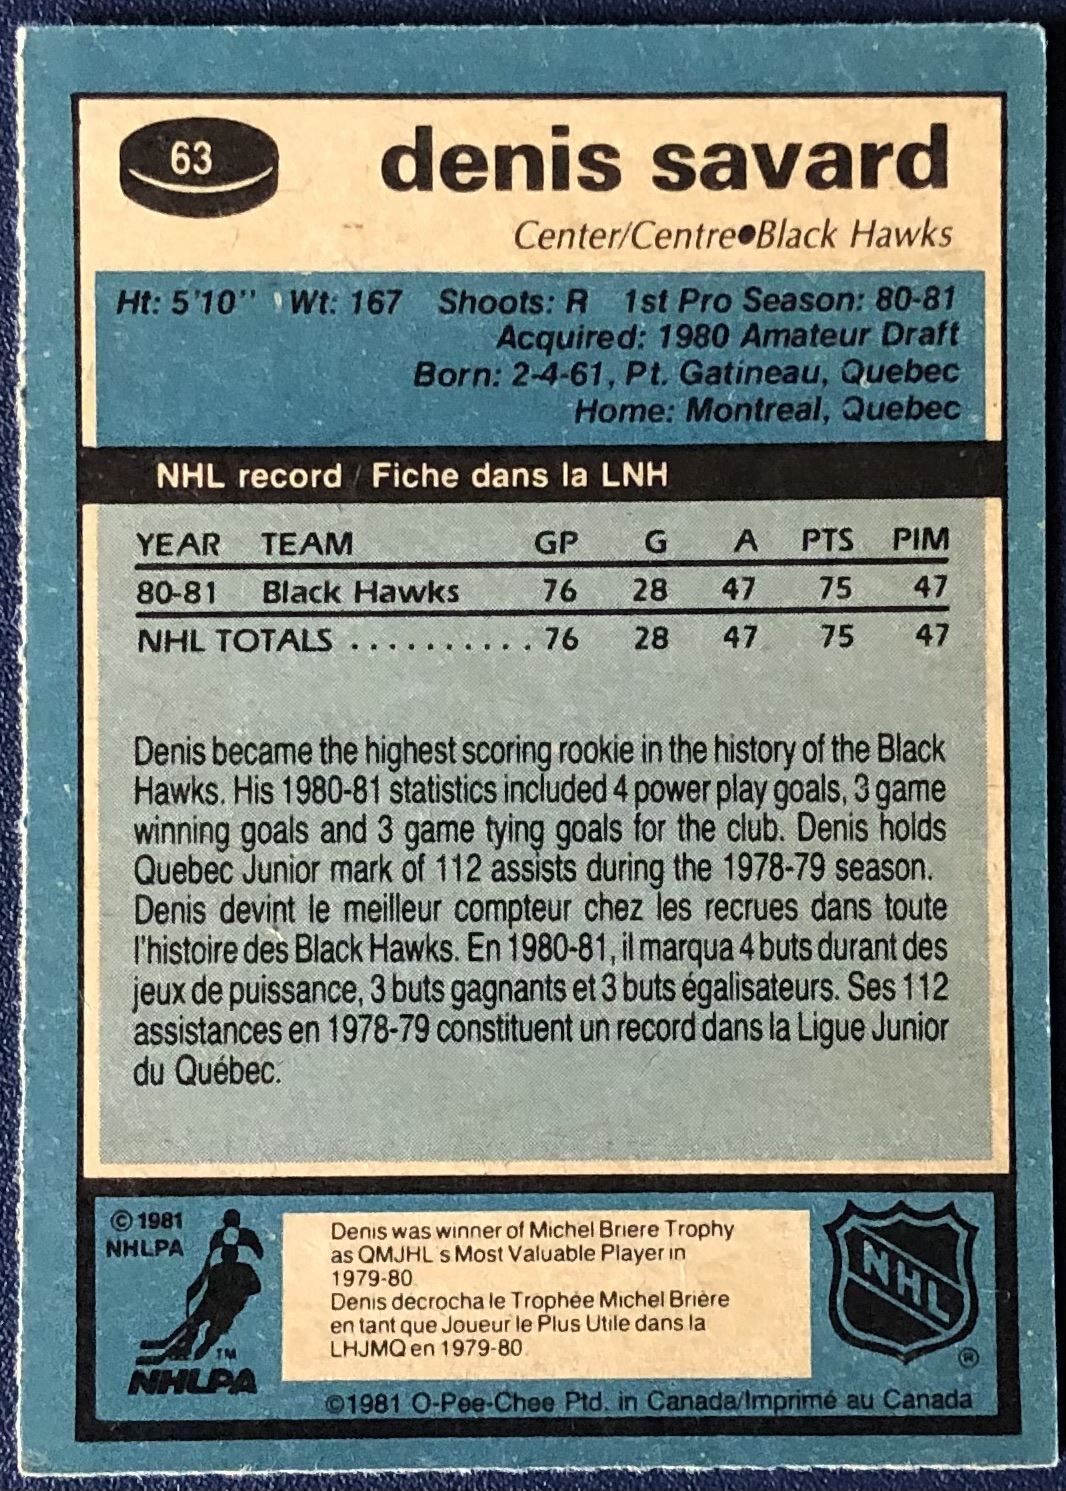 63
denis savard
Center/Centre●Black Hawks
Ht: 5'10" Wt: 167 Shoots: R 1st Pro Season: 80-81
Acquired: 1980 Amateur Draft
Born: 2-4-61, Pt. Gatineau, Quebec
Home: Montreal, Quebec
NHL record / Fiche dans la LNH
YEAR TEAM GP G A PTS PIM
80-81 Black Hawks 76 28 47 75 47
NHL TOTALS .......... 76 28 47 75 47
Denis became the highest scoring rookie in the history of the Black
Hawks. His 1980-81 statistics included 4 power play goals, 3 game
winning goals and 3 game tying goals for the club. Denis holds
Quebec Junior mark of 112 assists during the 1978-79 season.
Denis devint le meilleur compteur chez les recrues dans toute
l'histoire des Black Hawks. En 1980-81, il marqua 4 buts durant des
jeux de puissance, 3 buts gagnants et 3 buts égalisateurs. Ses 112
assistances en 1978-79 constituent un record dans la Ligue Junior
du Québec.
© 1981
NHLPA
TM
NHLPA
Denis was winner of Michel Briere Trophy
as QMJHL's Most Valuable Player in
1979-80.
Denis decrocha le Trophée Michel Brière
en tant que Joueur le Plus Utile dans la
LHJMQ en 1979-80.
NHL
®
©1981 O-Pee-Chee Ptd. in Canada/Imprimé au Canada